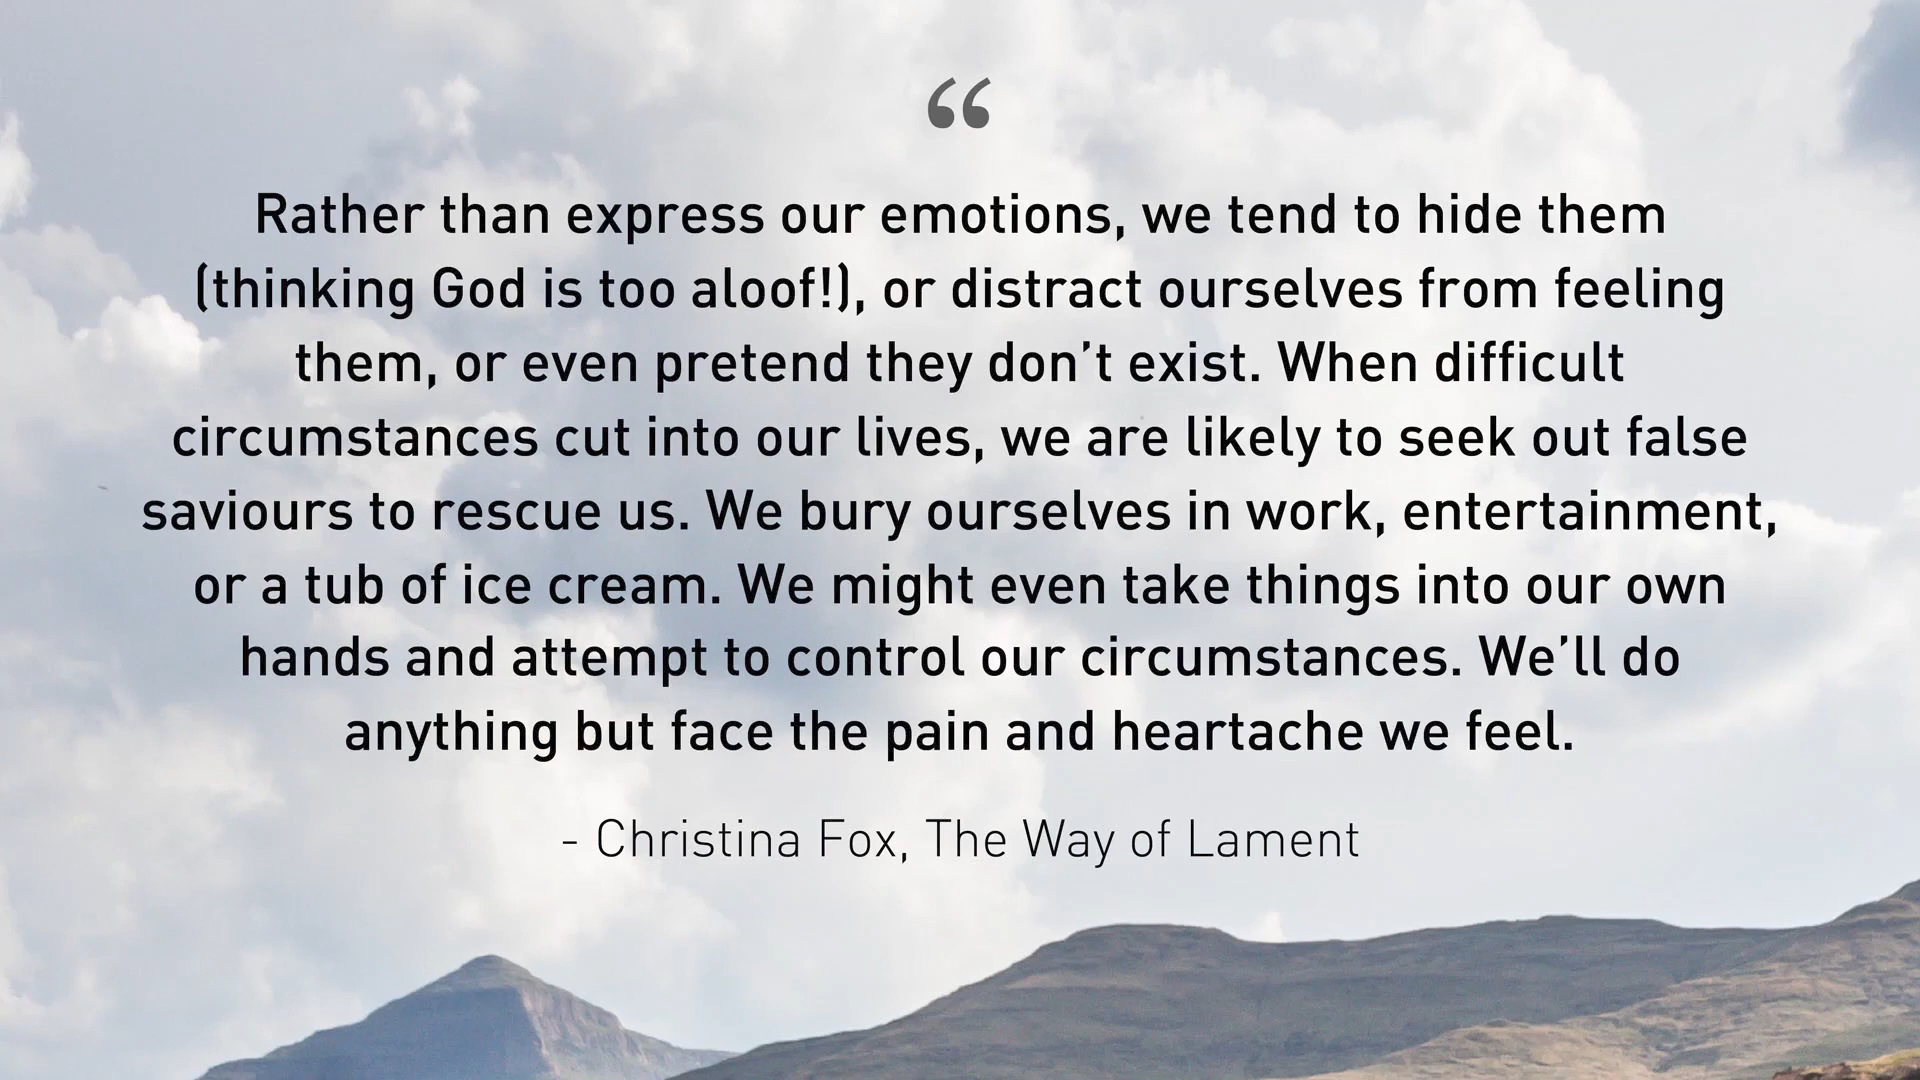 “
Rather than express our emotions, we tend to hide them
(thinking God is too aloof!), or distract ourselves from feeling
them, or even pretend they don’t exist. When difficult
circumstances cut into our lives, we are likely to seek out false
saviours to rescue us. We bury ourselves in work, entertainment,
or a tub of ice cream. We might even take things into our own
hands and attempt to control our circumstances. We’ll do
anything but face the pain and heartache we feel.
- Christina Fox, The Way of Lament